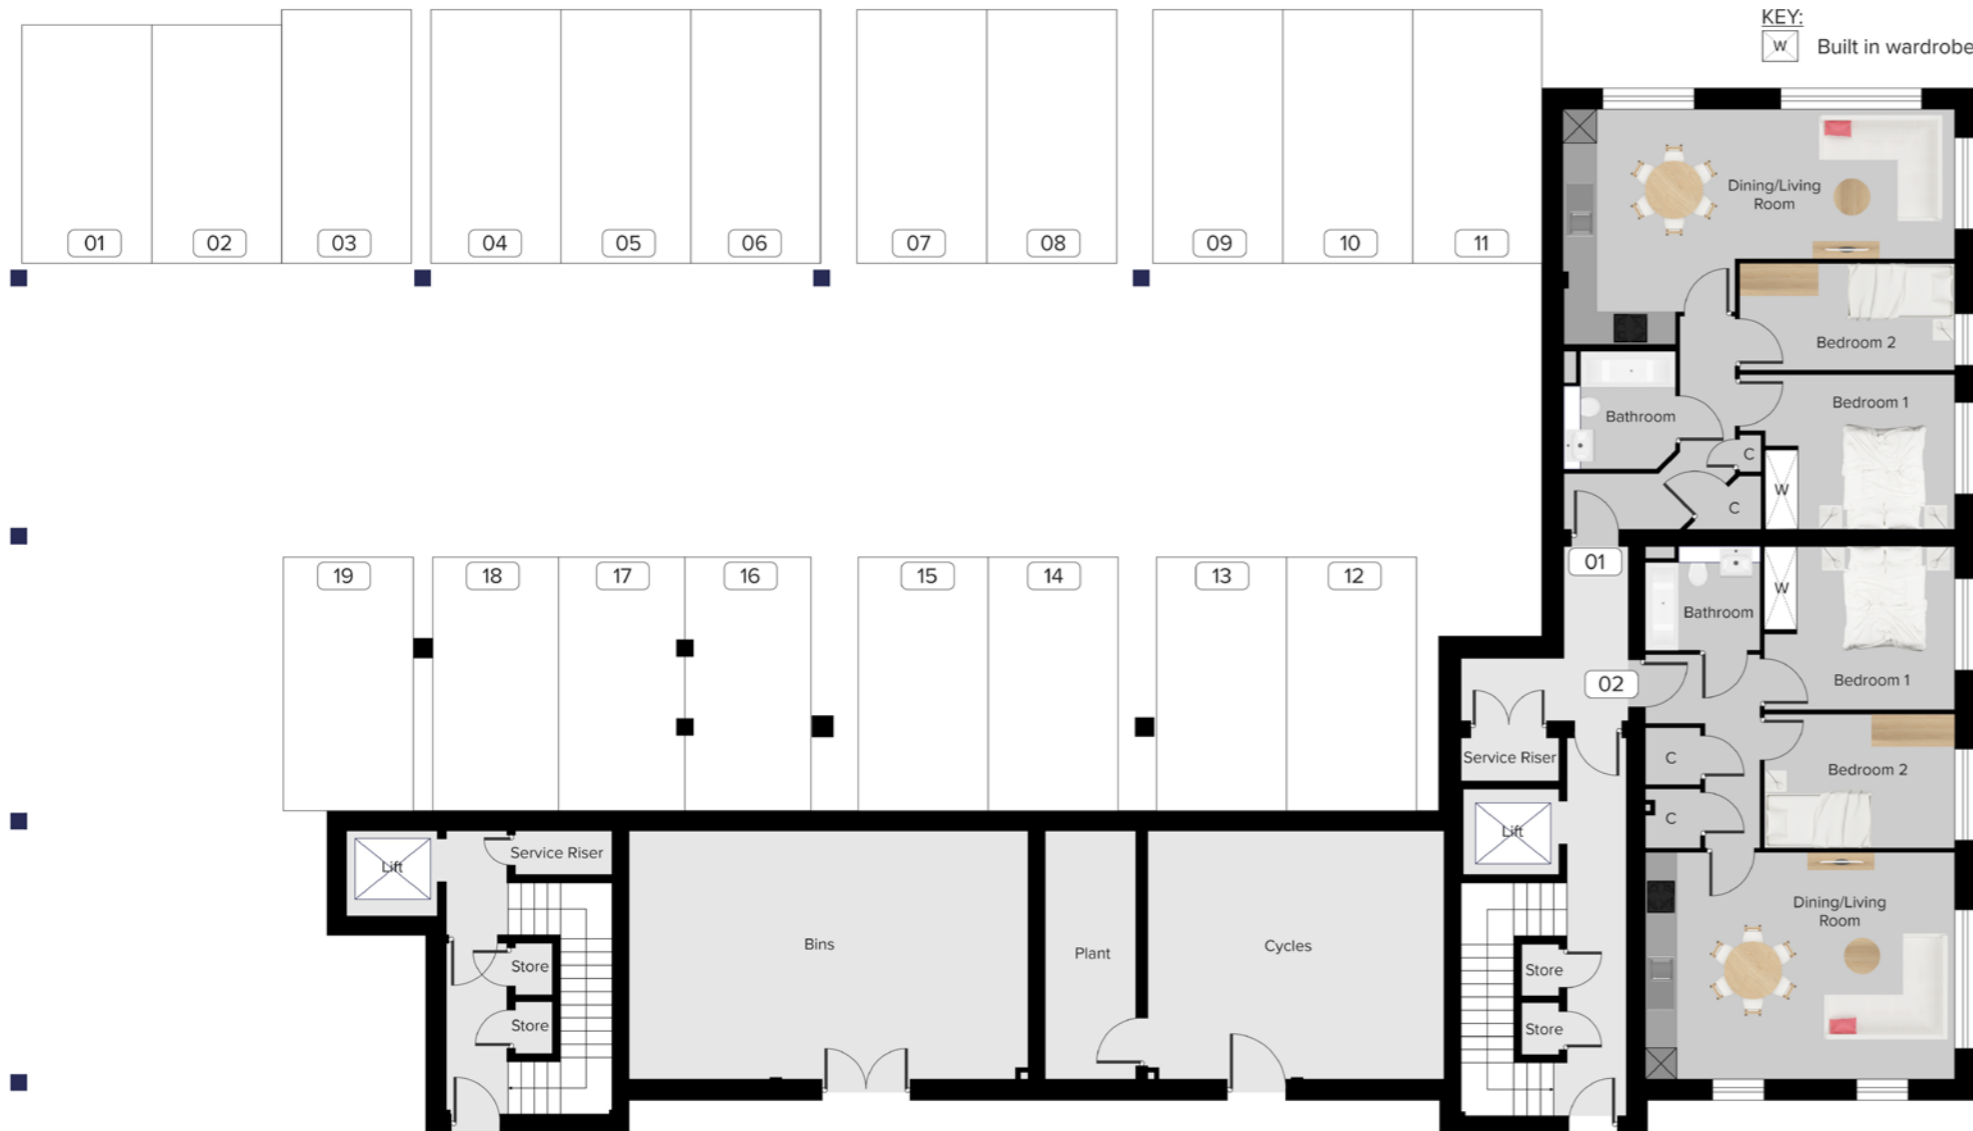 KEY:
W Built in wardrobe
01 02 03 04 05 06 07 08 09 10 11
Dining/Living
Room
Bedroom 2
Bedroom 1
Bathroom
C
W
C
01
19 18 17 16 15 14 13 12
Bathroom
W
Bedroom 1
02
Service Riser
C
Bedroom 2
C
Lift
Lift
Service Riser
Dining/Living
Room
Bins
Plant
Cycles
Store
Store
Store
Store